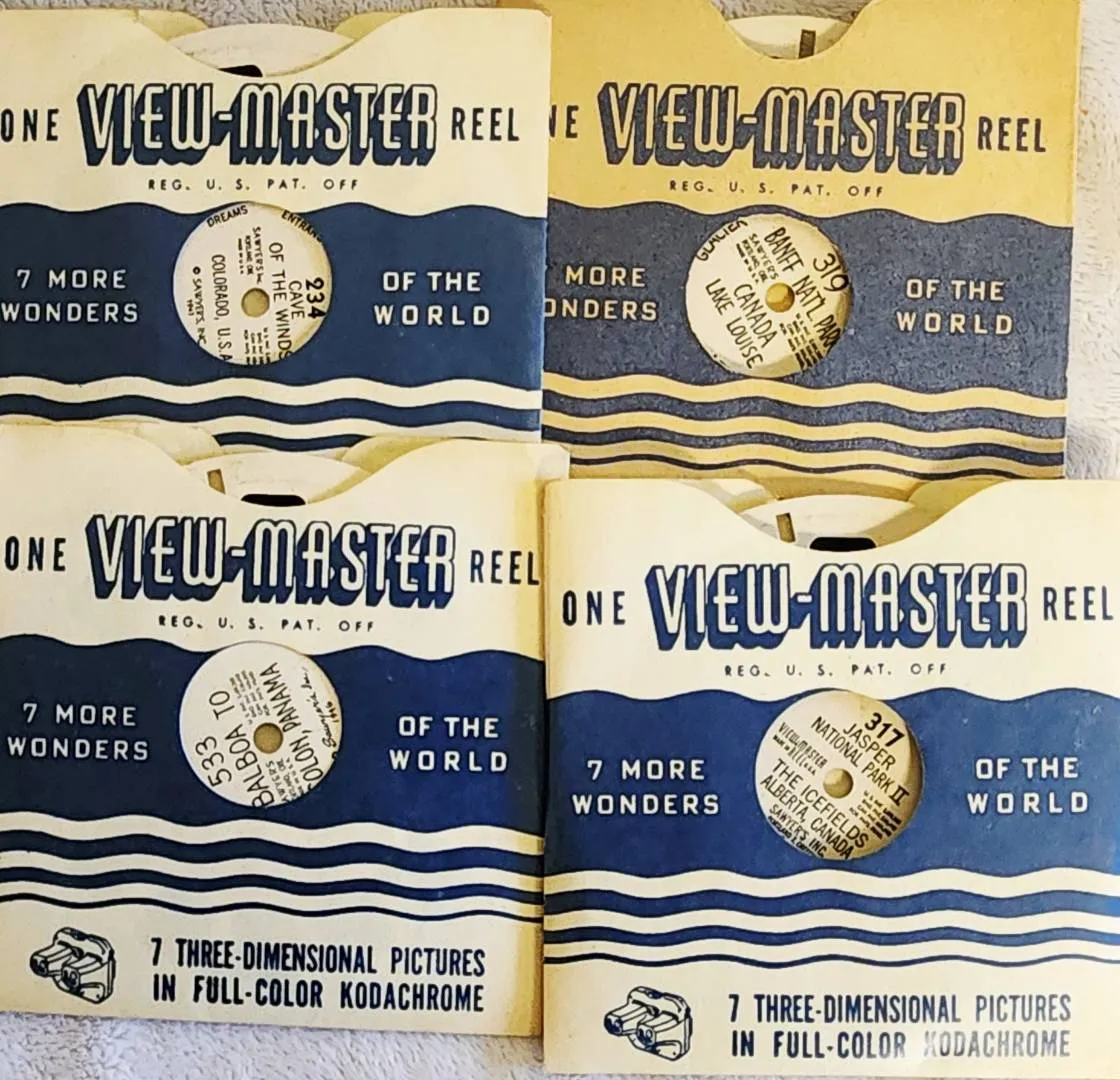 ONE VIEW-MASTER REEL
REG. U. S. PAT. OFF
7 MORE
WONDERS
DREAMS
234
CAVE
OF THE WINDS
SAWYER'S INC.
COLORADO, U.S.A.
© SAWYER'S, INC.
OF THE
WORLD
VIEW-MASTER REEL
REG. U. S. PAT. OFF
MORE
GLACIER
319
BANFF NAT'L PARK
SAWYER'S
CANADA
LAKE LOUISE
OF THE
WORLD
ONE VIEW-MASTER REEL
REG. U. S. PAT. OFF
7 MORE
WONDERS
533
BALBOA TO
COLON, PANAMA
SAWYER'S
1946
OF THE
WORLD
7 THREE-DIMENSIONAL PICTURES
IN FULL-COLOR KODACHROME
ONE VIEW-MASTER REEL
REG. U. S. PAT. OFF
7 MORE
WONDERS
317
JASPER
NATIONAL PARK II
VIEW-MASTER
THE ICEFIELDS
ALBERTA, CANADA
SAWYER'S INC.
OF THE
WORLD
7 THREE-DIMENSIONAL PICTURES
IN FULL-COLOR KODACHROME